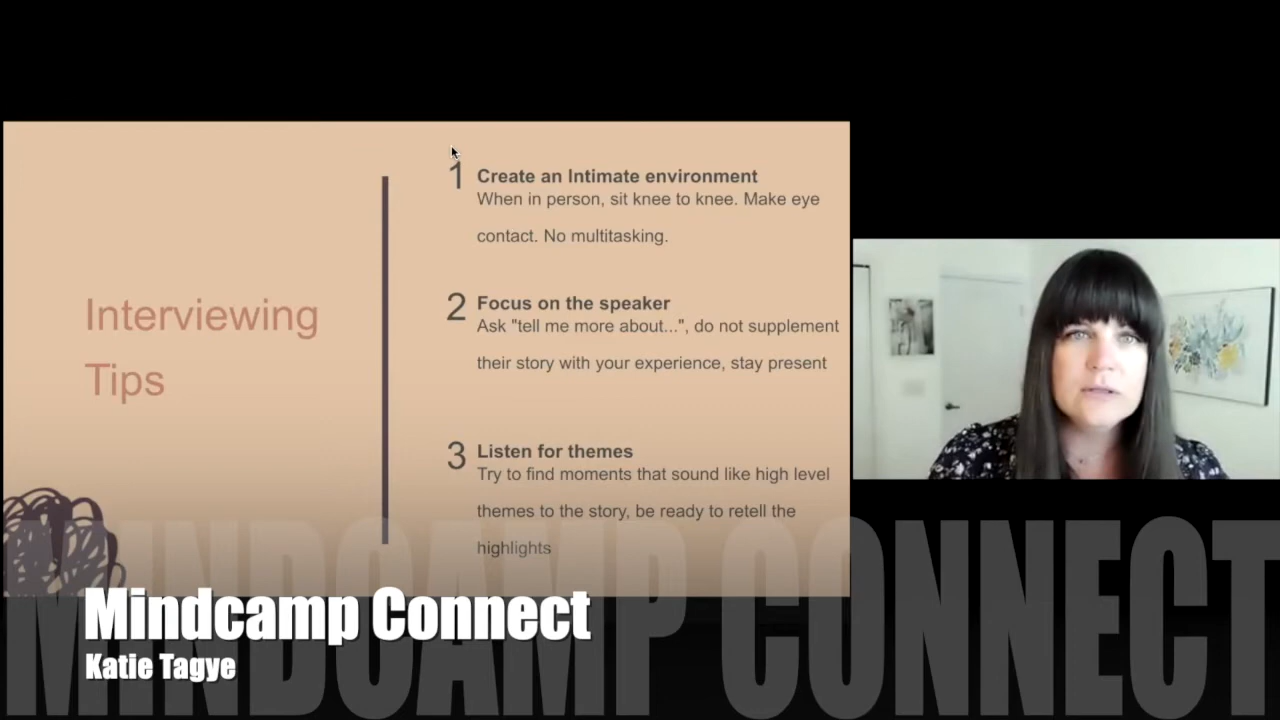 Interviewing
Tips
1
Create an Intimate environment
When in person, sit knee to knee. Make eye
contact. No multitasking.
2
Focus on the speaker
Ask "tell me more about...", do not supplement
their story with your experience, stay present
3
Listen for themes
Try to find moments that sound like high level
themes to the story, be ready to retell the
highlights
MINDCAMP CONNECT
Mindcamp Connect
Katie Tagye